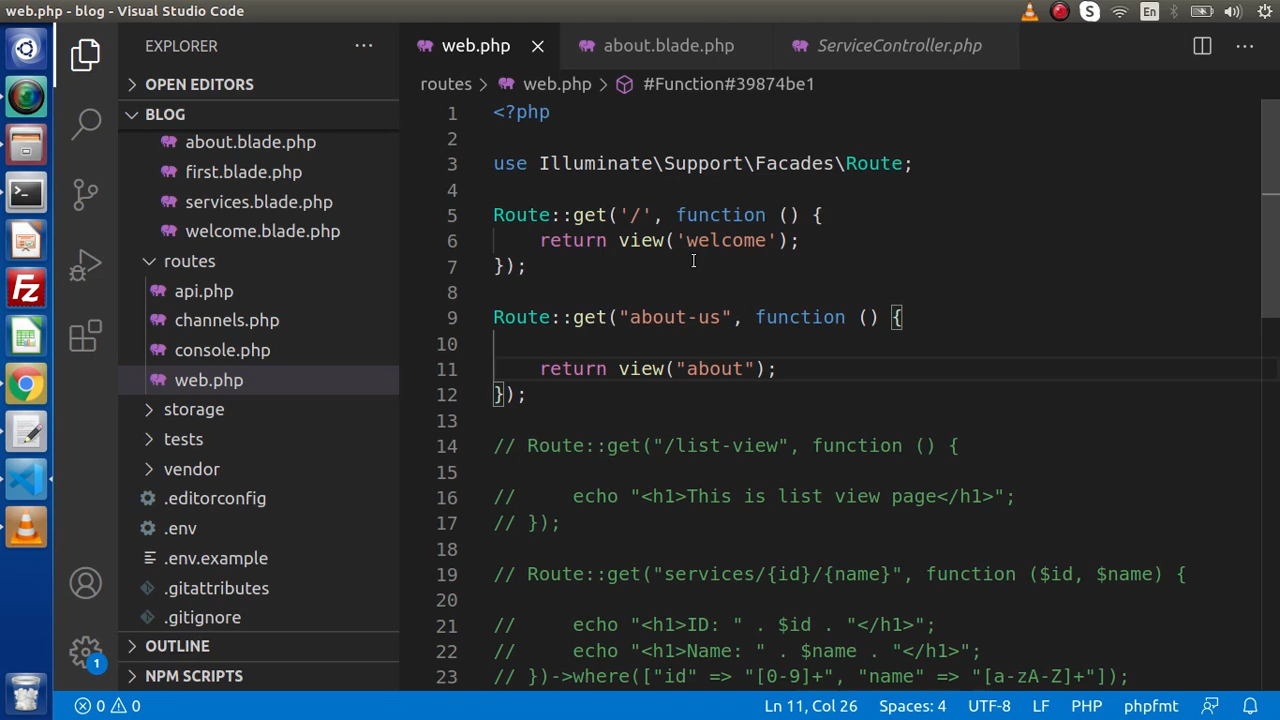 web.php - blog - Visual Studio Code
S
En
EXPLORER
OPEN EDITORS
BLOG
about.blade.php
first.blade.php
services.blade.php
welcome.blade.php
routes
api.php
channels.php
console.php
web.php
storage
tests
vendor
.editorconfig
.env
.env.example
.gitattributes
.gitignore
OUTLINE
NPM SCRIPTS
1
web.php
about.blade.php
ServiceController.php
routes > web.php > #Function#39874be1
1 <?php
2
3 use Illuminate\Support\Facades\Route;
4
5 Route::get('/', function () {
6 return view('welcome');
7 });
8
9 Route::get("about-us", function () {
10
11 return view("about");
12 });
13
14 // Route::get("/list-view", function () {
15
16 // echo "<h1>This is list view page</h1>";
17 // });
18
19 // Route::get("services/{id}/{name}", function ($id, $name) {
20
21 // echo "<h1>ID: " . $id . "</h1>";
22 // echo "<h1>Name: " . $name . "</h1>";
23 // })->where(["id" => "[0-9]+", "name" => "[a-zA-Z]+"]);
0 0 Ln 11, Col 26 Spaces: 4 UTF-8 LF PHP phpfmt